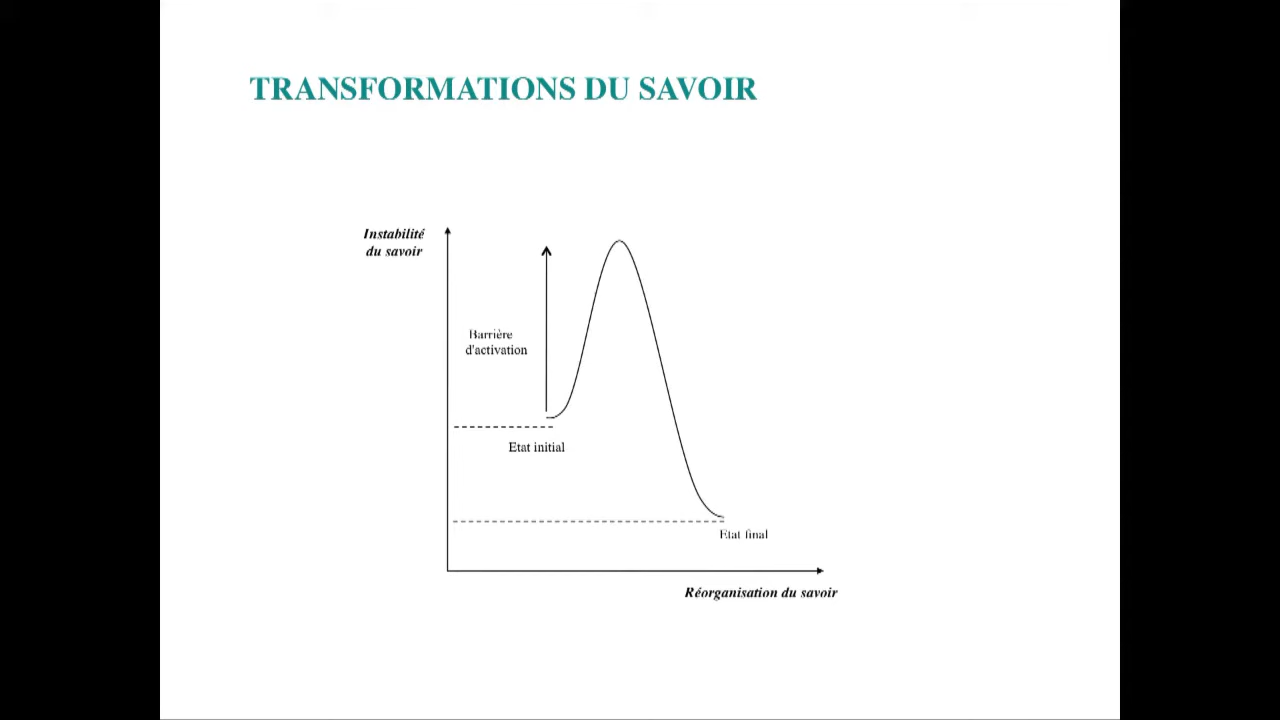 TRANSFORMATIONS DU SAVOIR
Instabilité
du savoir
Barrière
d'activation
Etat initial
Etat final
Réorganisation du savoir